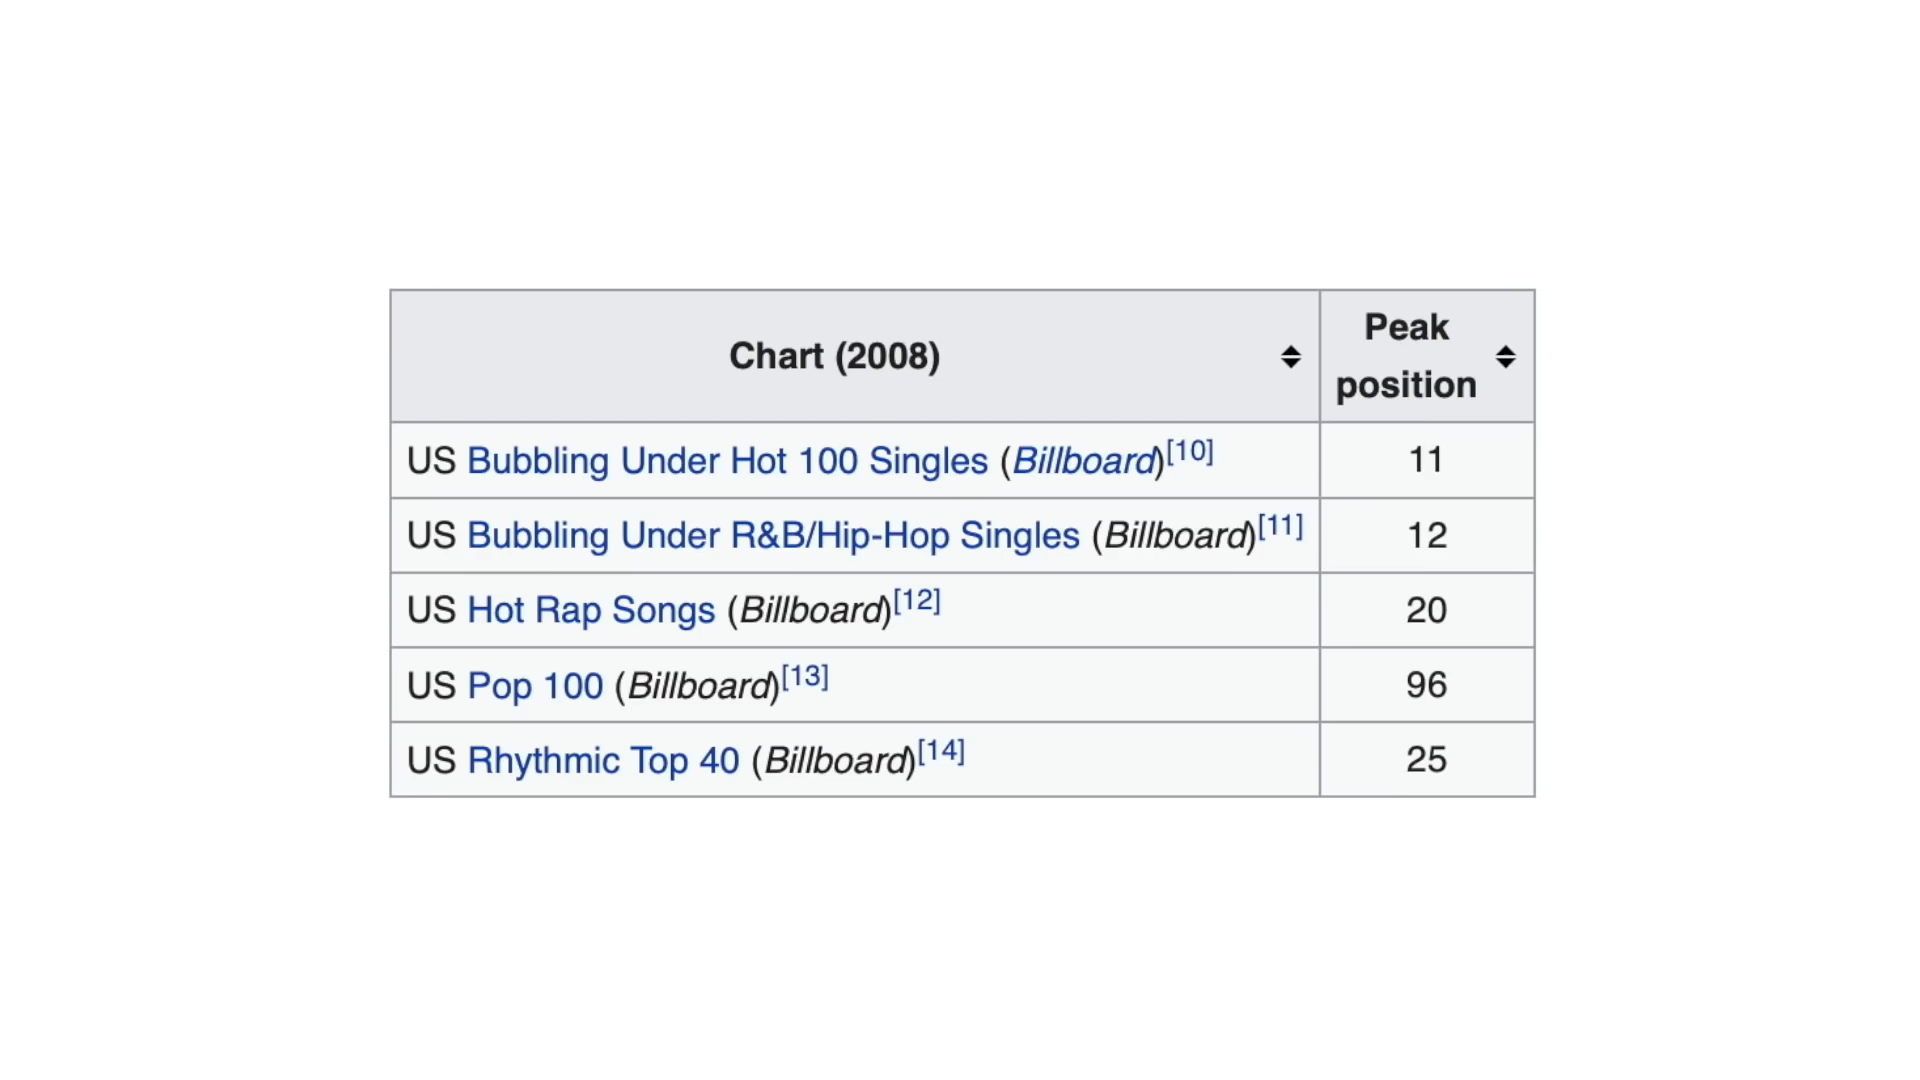 Chart (2008)
Peak
position
US Bubbling Under Hot 100 Singles (Billboard)[10] 11
US Bubbling Under R&B/Hip-Hop Singles (Billboard)[11] 12
US Hot Rap Songs (Billboard)[12] 20
US Pop 100 (Billboard)[13] 96
US Rhythmic Top 40 (Billboard)[14] 25